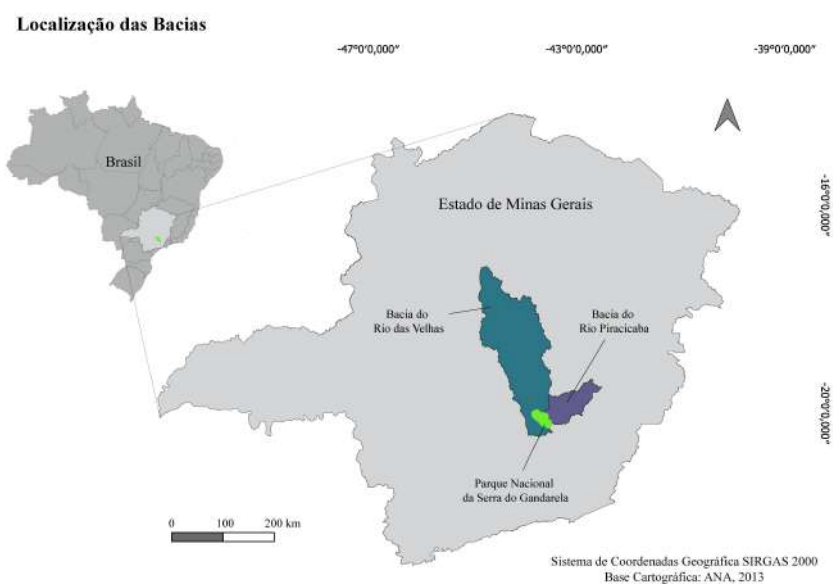 Localização das Bacias
-47°0'0,000"
-43°0'0,000"
-39°0'0,000"
Brasil
Estado de Minas Gerais
-16°0'0,000"
Bacia do
Rio das Velhas
Bacia do
Rio Piracicaba
-20°0'0,000"
Parque Nacional
da Serra do Gandarela
0 100 200 km
Sistema de Coordenadas Geográfica SIRGAS 2000
Base Cartográfica: ANA, 2013